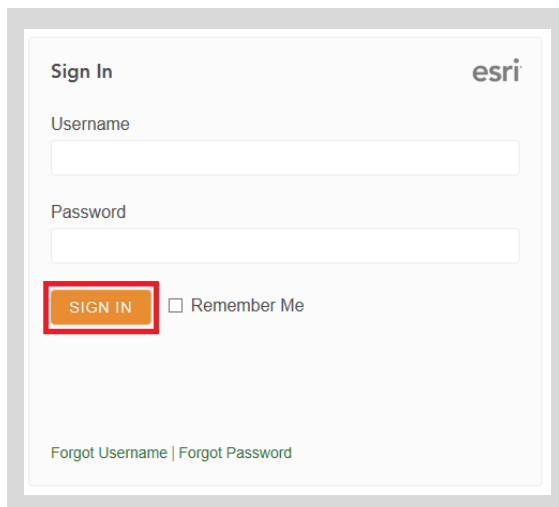 Sign In
esri
Username
Password
SIGN IN
Remember Me
Forgot Username | Forgot Password